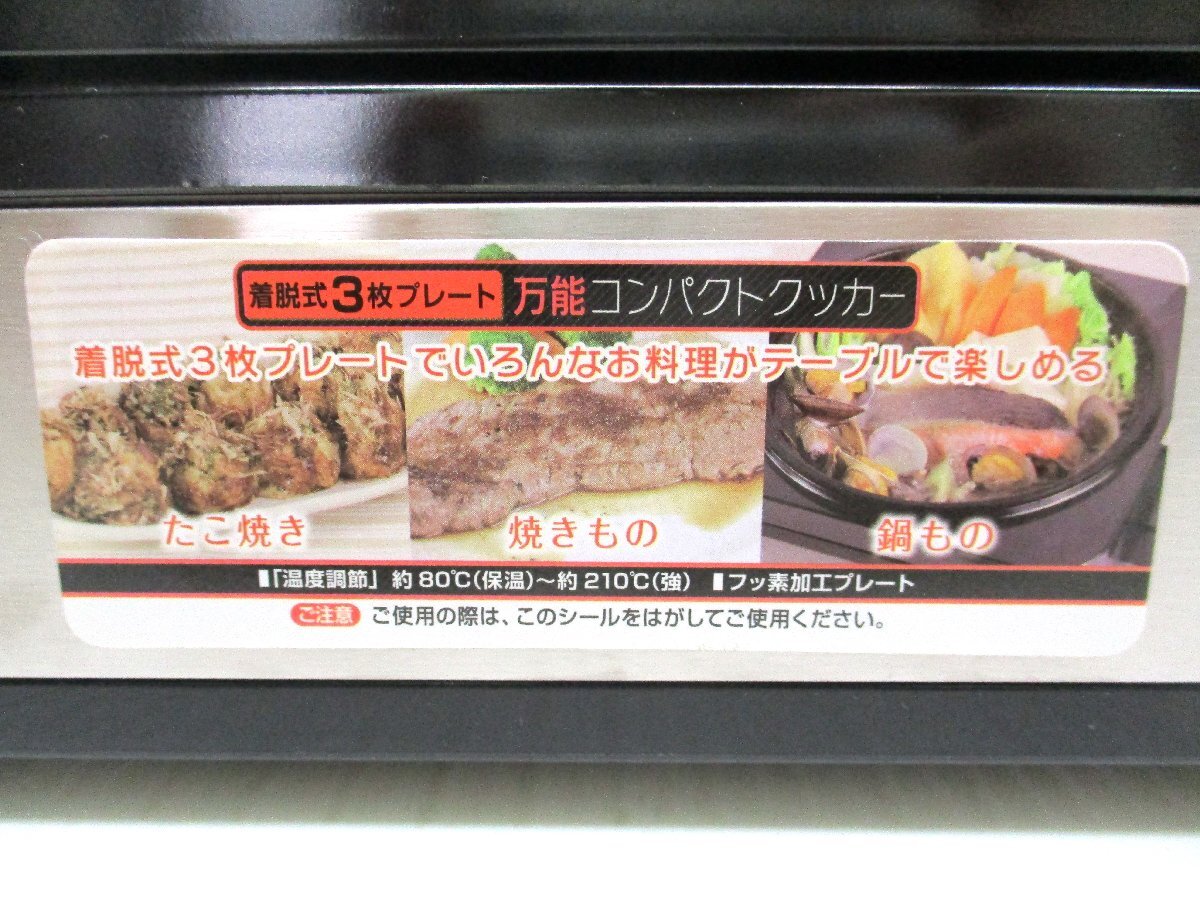 着脱式3枚プレート 万能コンパクトクッカー
着脱式3枚プレートでいろんなお料理がテーブルで楽しめる
たこ焼き 焼きもの 鍋もの
■「温度調節」約80℃(保温)～約210℃(強) ■フッ素加工プレート
ご注意 ご使用の際は、このシールをはがしてご使用ください。